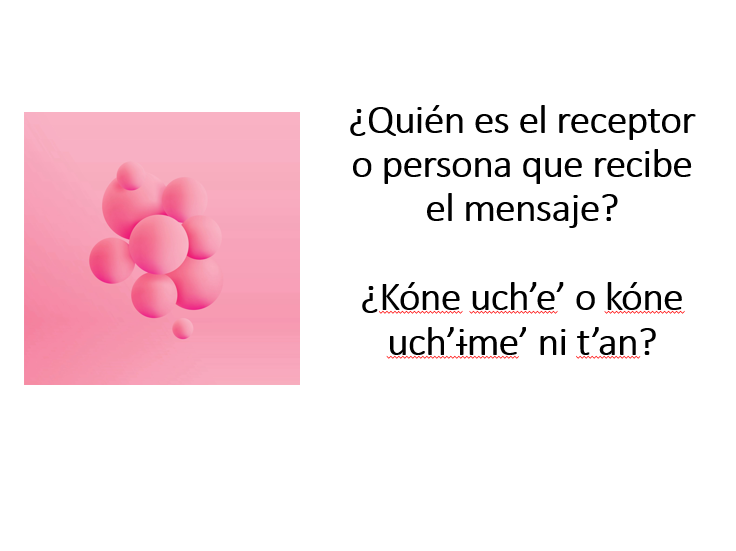 ¿Quién es el receptor
o persona que recibe
el mensaje?
¿Kóne uch’e’ o kóne
uch’ɨme’ ni t’an?